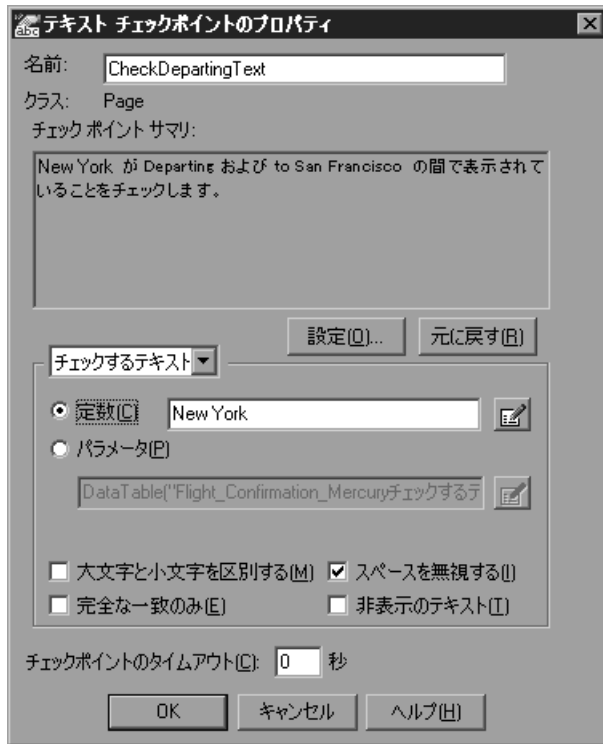 テキスト チェックポイントのプロパティ
名前: CheckDepartingText
クラス: Page
チェックポイント サマリ:
New York が Departing および to San Francisco の間で表示されて
いることをチェックします。
設定(O)... 元に戻す(R)
チェックするテキスト
定数(C) New York
パラメータ(P)
DataTable("Flight_Confirmation_Mercuryチェックするテ
大文字と小文字を区別する(M) スペースを無視する(I)
完全な一致のみ(E) 非表示のテキスト(T)
チェックポイントのタイムアウト(C): 0 秒
OK キャンセル ヘルプ(H)